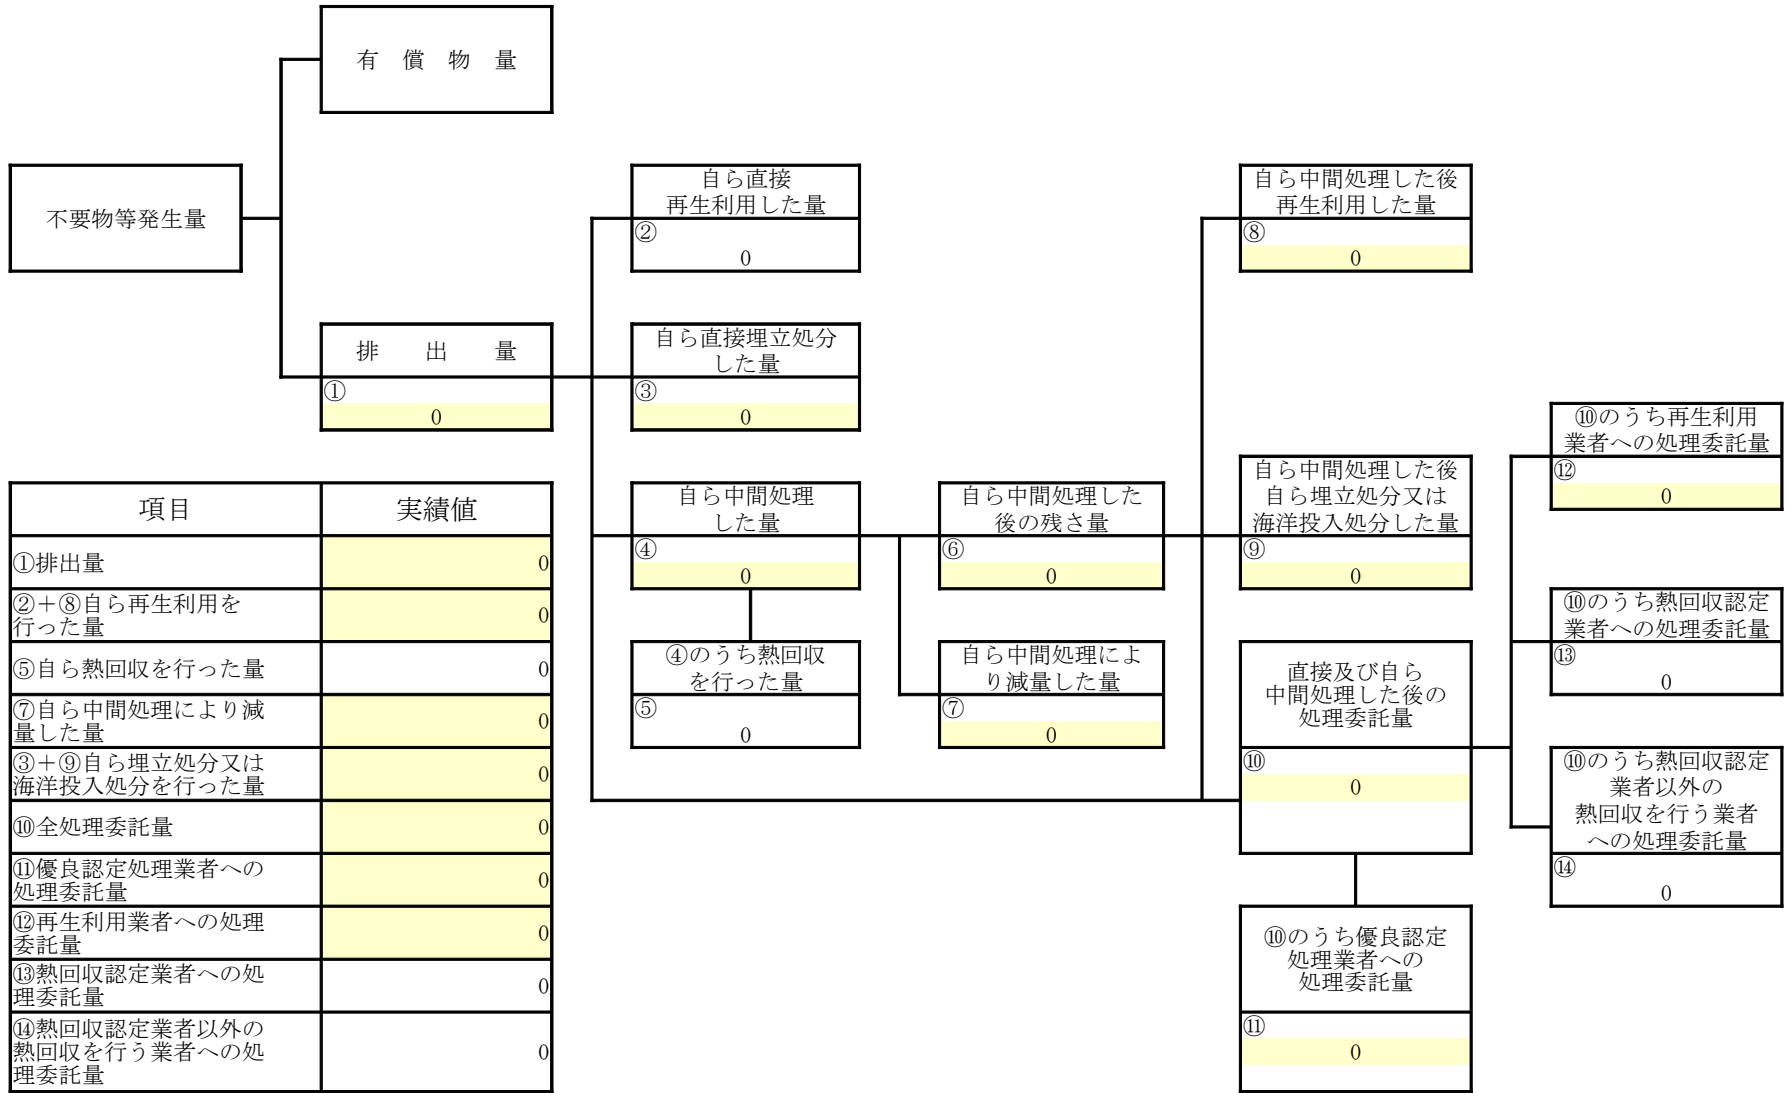 有　償　物　量
不要物等発生量
自ら直接
再生利用した量
②
0
自ら中間処理した後
再生利用した量
⑧
0
排　　出　　量
①
0
自ら直接埋立処分
した量
③
0
⑩のうち再生利用
業者への処理委託量
⑫
0
自ら中間処理
した量
④
0
自ら中間処理した
後の残さ量
⑥
0
自ら中間処理した後
自ら埋立処分又は
海洋投入処分した量
⑨
0
⑩のうち熱回収認定
業者への処理委託量
⑬
0
④のうち熱回収
を行った量
⑤
0
自ら中間処理によ
り減量した量
⑦
0
直接及び自ら
中間処理した後の
処理委託量
⑩
0
⑩のうち熱回収認定
業者以外の
熱回収を行う業者
への処理委託量
⑭
0
⑩のうち優良認定
処理業者への
処理委託量
⑪
0
項目 実績値
①排出量 0
②＋⑧自ら再生利用を
行った量 0
⑤自ら熱回収を行った量 0
⑦自ら中間処理により減
量した量 0
③＋⑨自ら埋立処分又は
海洋投入処分を行った量 0
⑩全処理委託量 0
⑪優良認定処理業者への
処理委託量 0
⑫再生利用業者への処理
委託量 0
⑬熱回収認定業者への処
理委託量 0
⑭熱回収認定業者以外の
熱回収を行う業者への処
理委託量 0